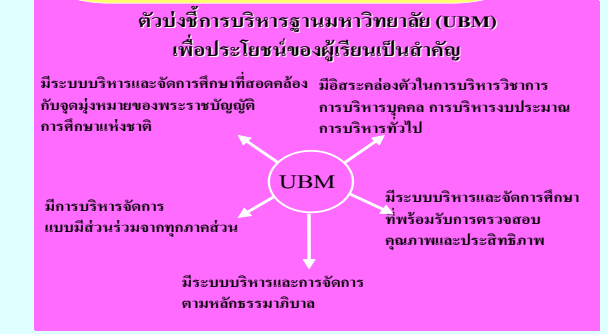 ตัวบ่งชี้การบริหารฐานมหาวิทยาลัย (UBM)
เพื่อประโยชน์ของผู้เรียนเป็นสำคัญ
มีระบบบริหารและจัดการศึกษาที่สอดคล้อง
กับจุดมุ่งหมายของพระราชบัญญัติ
การศึกษาแห่งชาติ
มีอิสระคล่องตัวในการบริหารวิชาการ
การบริหารบุคคล การบริหารงบประมาณ
การบริหารทั่วไป
UBM
มีการบริหารจัดการ
แบบมีส่วนร่วมจากทุกภาคส่วน
มีระบบบริหารและจัดการศึกษา
ที่พร้อมรับการตรวจสอบ
คุณภาพและประสิทธิภาพ
มีระบบบริหารและการจัดการ
ตามหลักธรรมาภิบาล